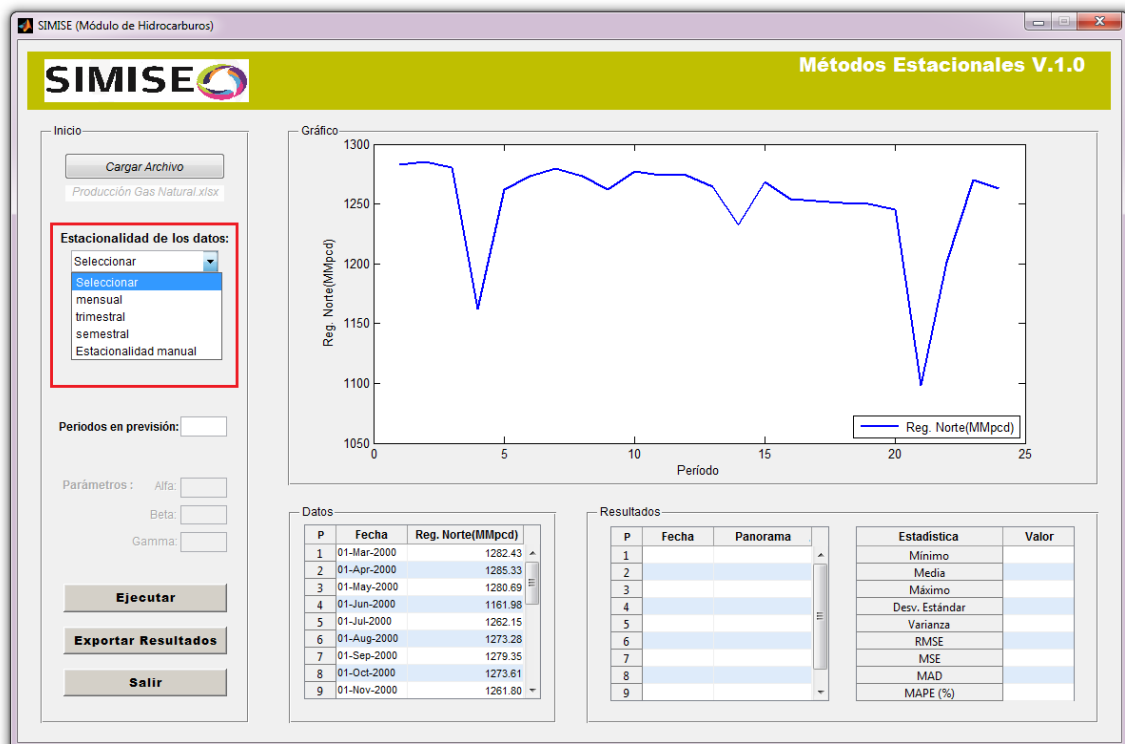 SIMISE (Módulo de Hidrocarburos)
SIMISE
Métodos Estacionales V.1.0
Inicio
Cargar Archivo
Producción Gas Natural.xlsx
Estacionalidad de los datos:
Seleccionar
Seleccionar
mensual
trimestral
semestral
Estacionalidad manual
Periodos en previsión:
Parámetros :
Alfa:
Beta:
Gamma:
Ejecutar
Exportar Resultados
Salir
Gráfico
1300
1250
1200
1150
1100
1050
Reg. Norte(MMpcd)
0 5 10 15 20 25
Período
Reg. Norte(MMpcd)
Datos
P Fecha Reg. Norte(MMpcd)
1 01-Mar-2000 1282.43
2 01-Apr-2000 1285.33
3 01-May-2000 1280.69
4 01-Jun-2000 1161.98
5 01-Jul-2000 1262.15
6 01-Aug-2000 1273.28
7 01-Sep-2000 1279.35
8 01-Oct-2000 1273.61
9 01-Nov-2000 1261.80
Resultados
P Fecha Panorama
1
2
3
4
5
6
7
8
9
Estadística Valor
Mínimo
Media
Máximo
Desv. Estándar
Varianza
RMSE
MSE
MAD
MAPE (%)